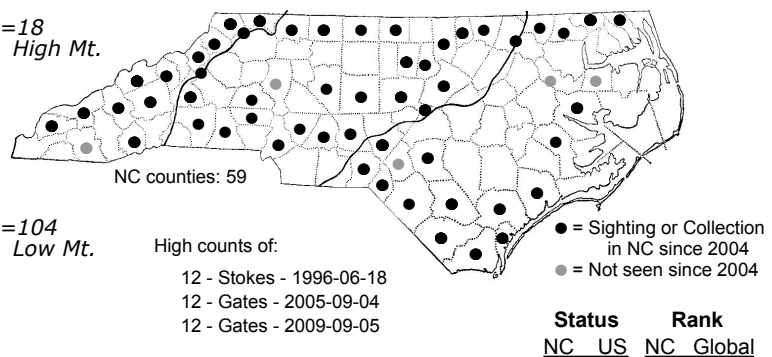 =18
High Mt.
NC counties: 59
=104
Low Mt.
High counts of:
12 - Stokes - 1996-06-18
12 - Gates - 2005-09-04
12 - Gates - 2009-09-05
● = Sighting or Collection
in NC since 2004
● = Not seen since 2004
Status Rank
NC US NC Global